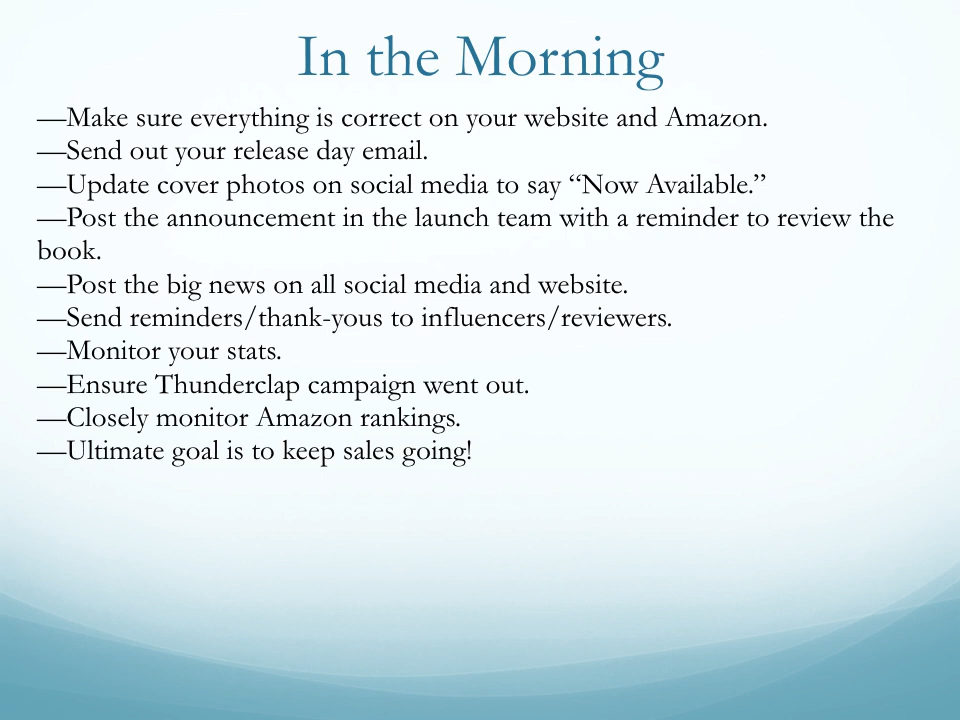 In the Morning
—Make sure everything is correct on your website and Amazon.
—Send out your release day email.
—Update cover photos on social media to say “Now Available.”
—Post the announcement in the launch team with a reminder to review the
book.
—Post the big news on all social media and website.
—Send reminders/thank-yous to influencers/reviewers.
—Monitor your stats.
—Ensure Thunderclap campaign went out.
—Closely monitor Amazon rankings.
—Ultimate goal is to keep sales going!